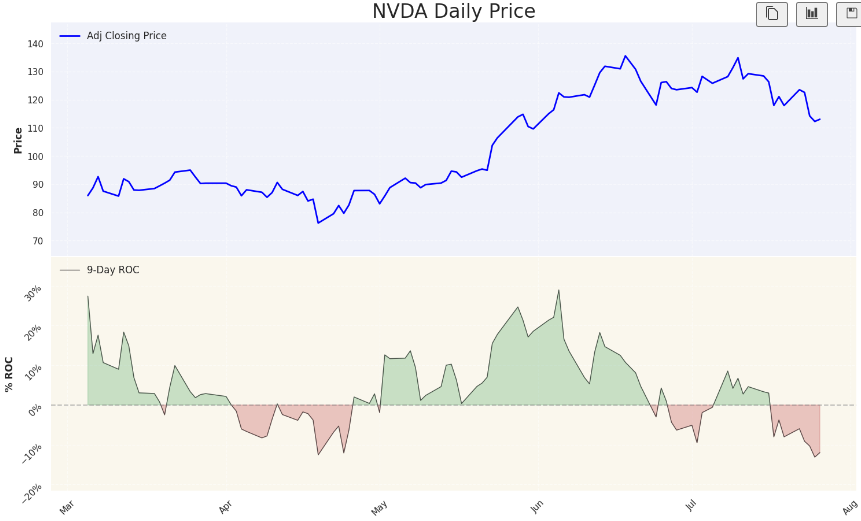 NVDA Daily Price
Adj Closing Price
Price
140
130
120
110
100
90
80
70
9-Day ROC
% ROC
30%
20%
10%
0%
−10%
−20%
Mar
Apr
May
Jun
Jul
Aug